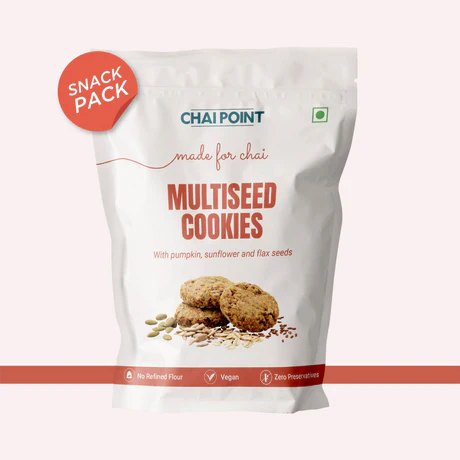 SNACK
PACK
CHAI POINT
made for chai
MULTISEED
COOKIES
With pumpkin, sunflower and flax seeds
No Refined Flour
Vegan
Zero Preservatives